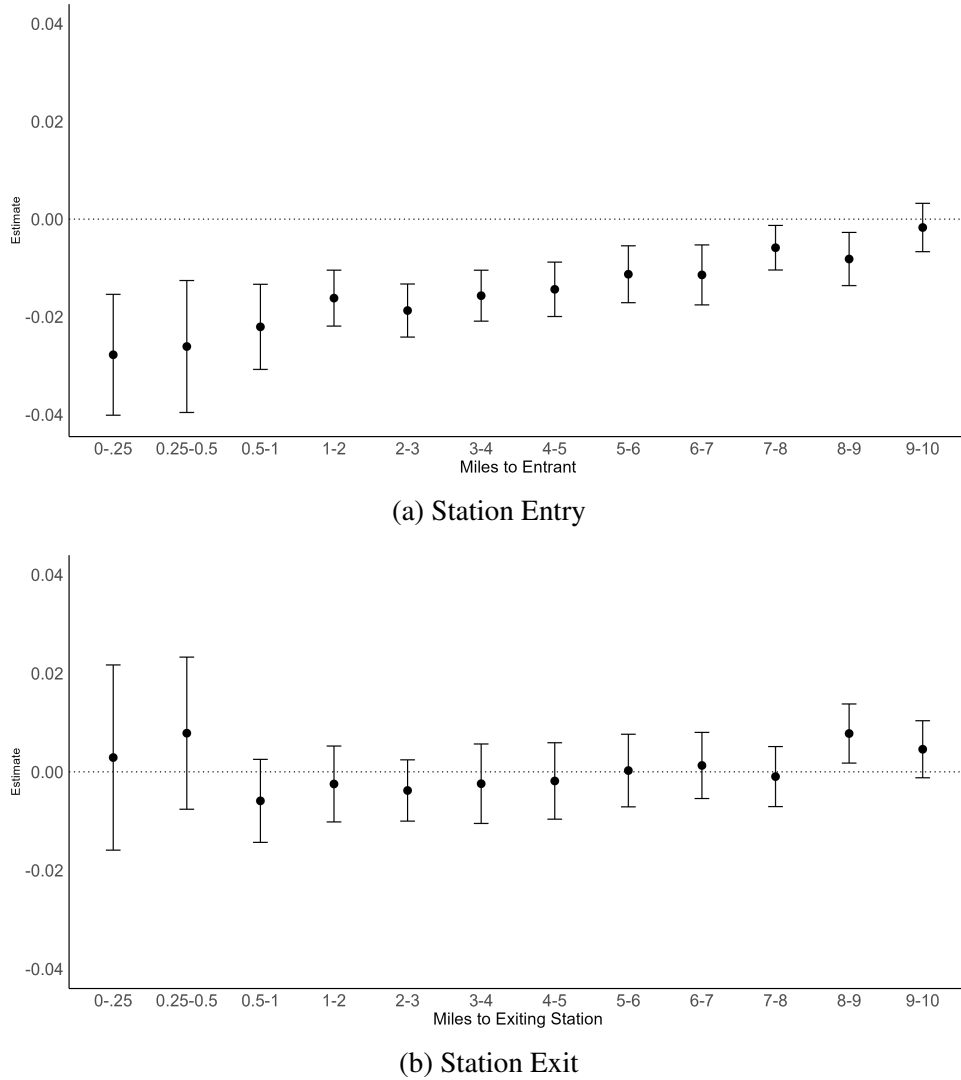 0.04
0.02
0.00
-0.02
-0.04
Estimate
0-.25 0.25-0.5 0.5-1 1-2 2-3 3-4 4-5 5-6 6-7 7-8 8-9 9-10
Miles to Entrant
(a) Station Entry
0.04
0.02
0.00
-0.02
-0.04
Estimate
0-.25 0.25-0.5 0.5-1 1-2 2-3 3-4 4-5 5-6 6-7 7-8 8-9 9-10
Miles to Exiting Station
(b) Station Exit